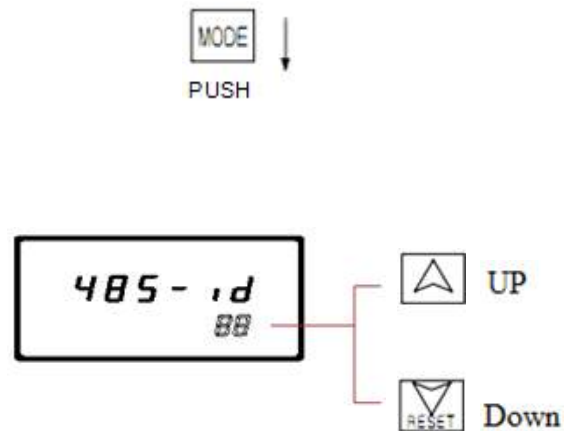 MODE
PUSH
485-id
88
UP
RESET
Down